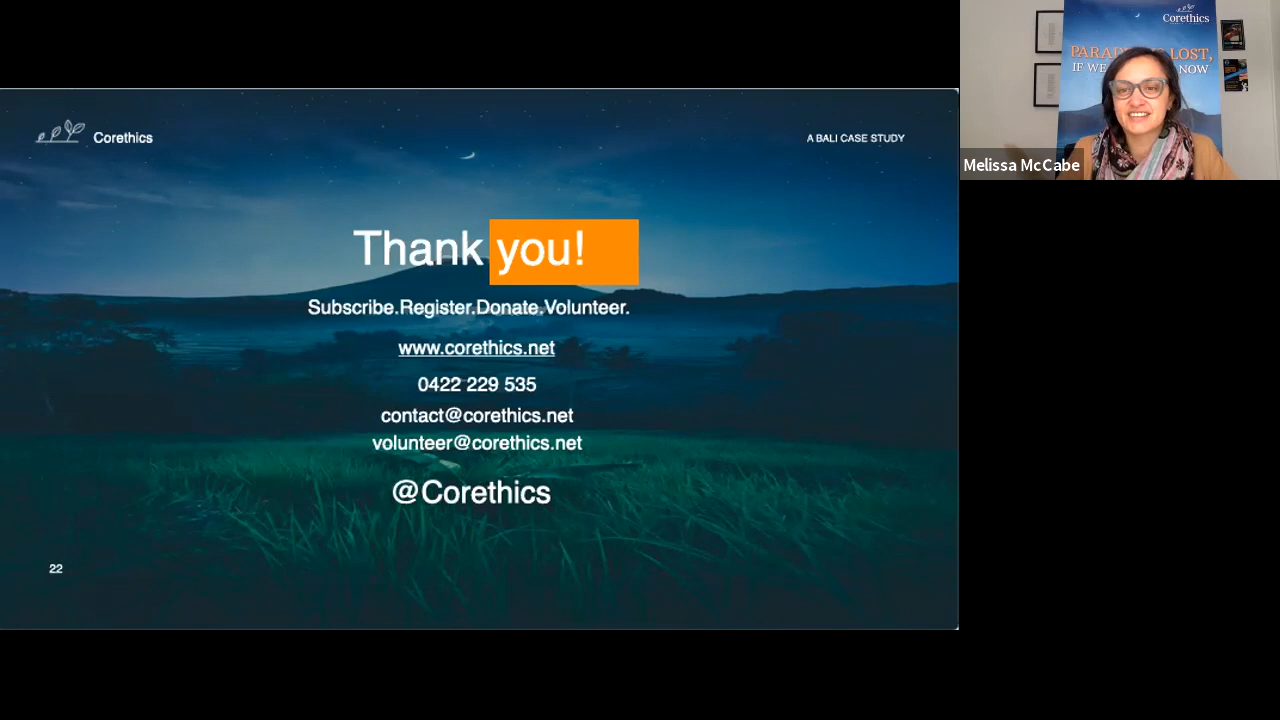 Corethics
A BALI CASE STUDY
Thank you!
Subscribe.Register.Donate.Volunteer.
www.corethics.net
0422 229 535
contact@corethics.net
volunteer@corethics.net
@Corethics
22
Corethics
LOST,
IF WE NOW
Melissa McCabe